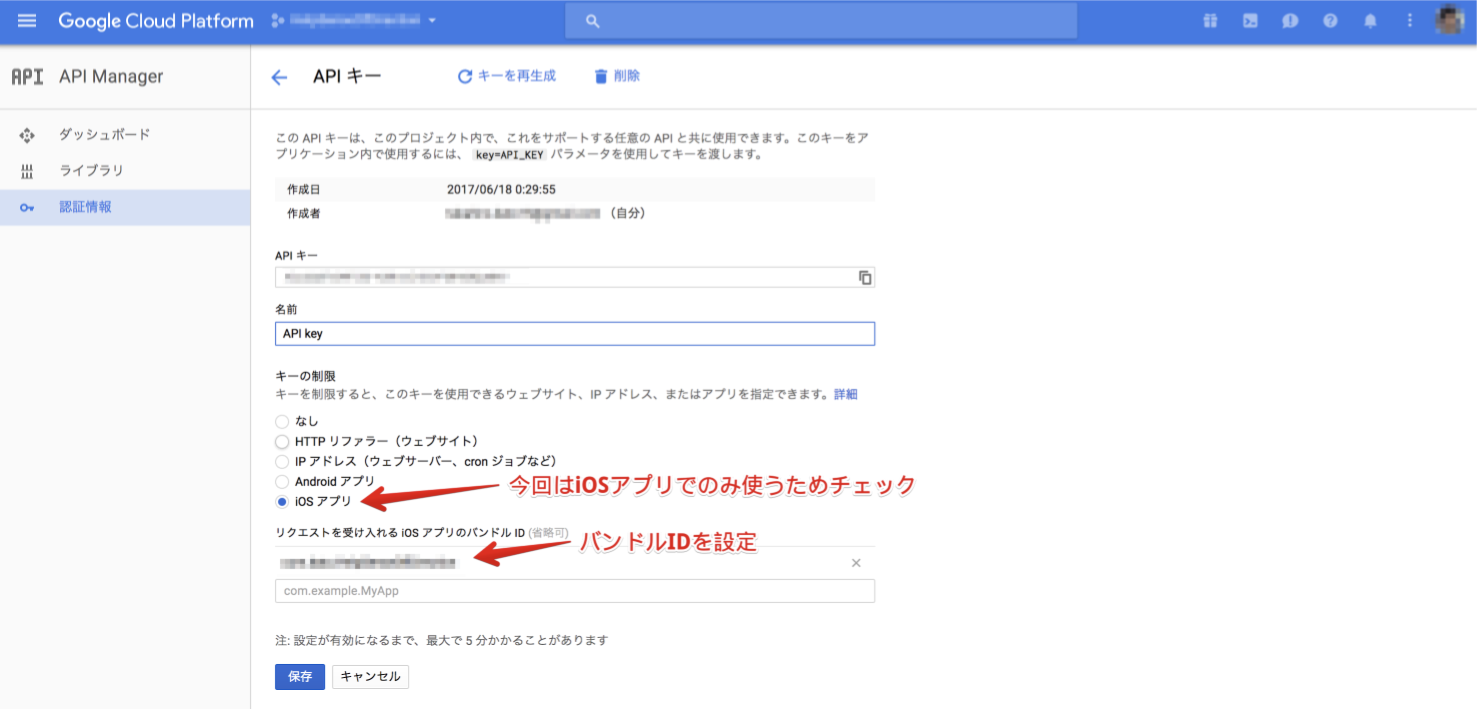 Google Cloud Platform
API API Manager
API キー
キーを再生成
削除
ダッシュボード
ライブラリ
認証情報
この API キーは、このプロジェクト内で、これをサポートする任意の API と共に使用できます。このキーをア
プリケーション内で使用するには、 key=API_KEY パラメータを使用してキーを渡します。
作成日 2017/06/18 0:29:55
作成者 （自分）
API キー
名前
API key
キーの制限
キーを制限すると、このキーを使用できるウェブサイト、IP アドレス、またはアプリを指定できます。詳細
なし
HTTP リファラー（ウェブサイト）
IP アドレス（ウェブサーバー、cron ジョブなど）
Android アプリ
iOS アプリ
今回はiOSアプリでのみ使うためチェック
リクエストを受け入れる iOS アプリのバンドル ID (省略可)
バンドルIDを設定
com.example.MyApp
注: 設定が有効になるまで、最大で 5 分かかることがあります
保存 キャンセル